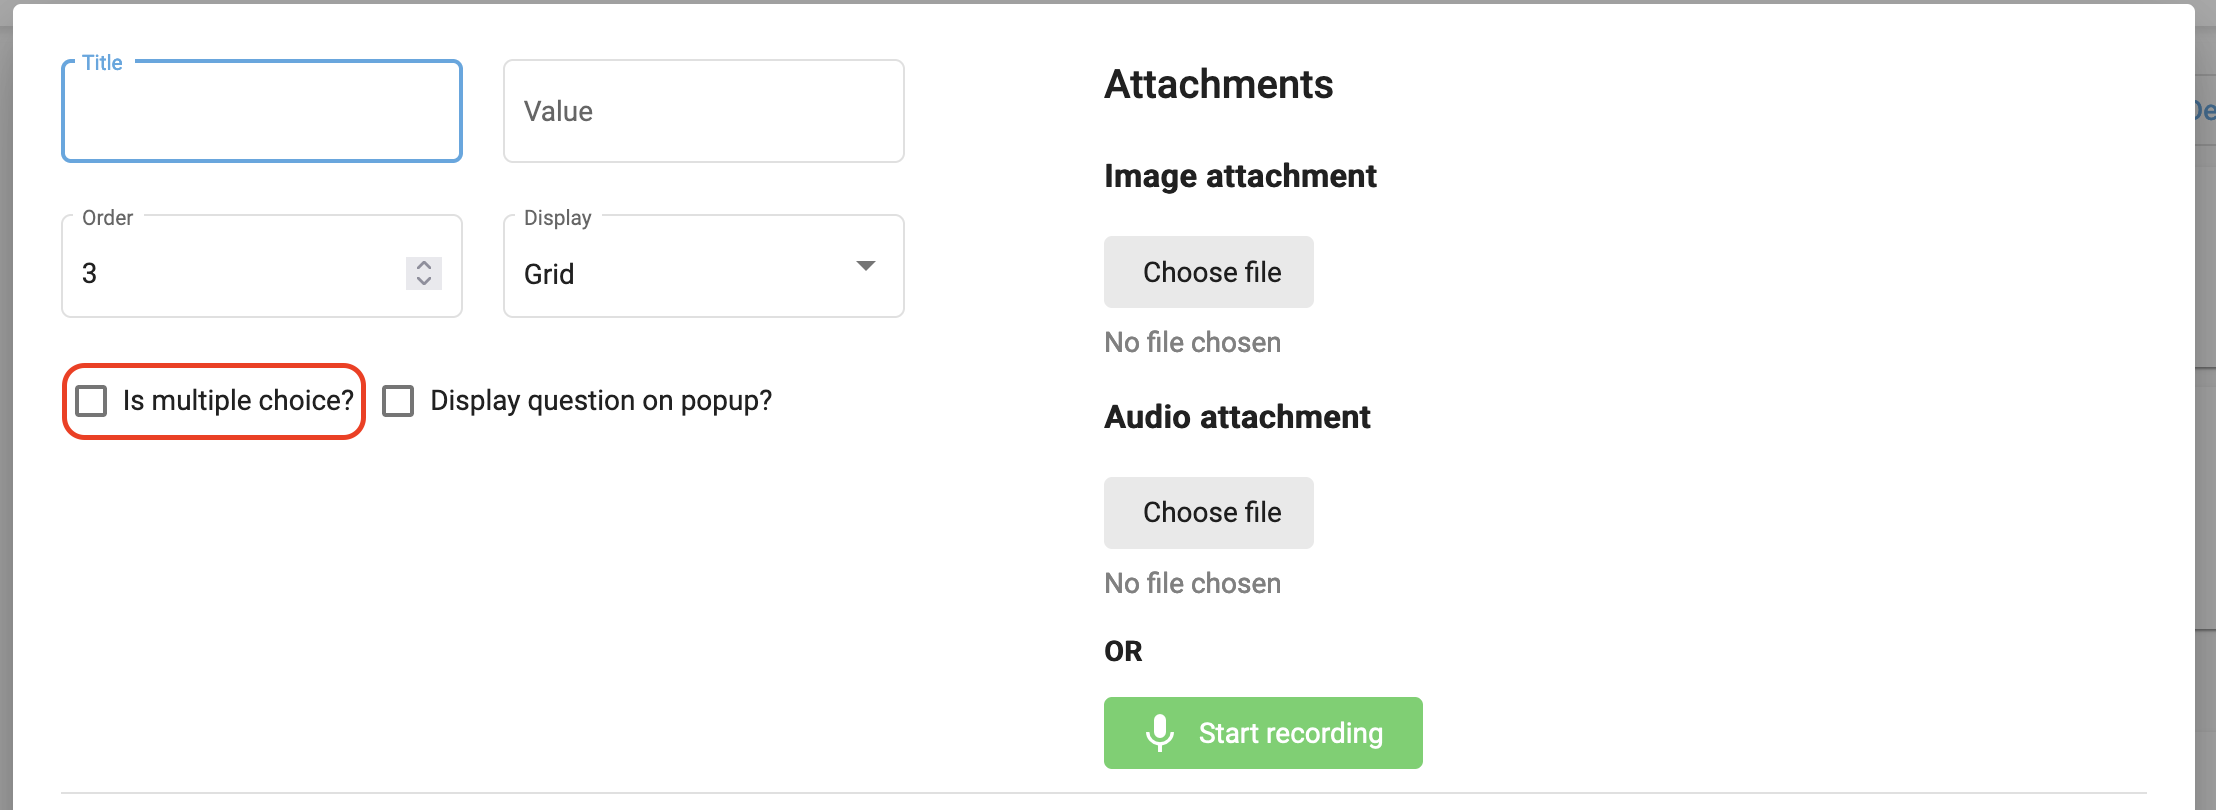 Title
Value
Order
3
Display
Grid
Is multiple choice?
Display question on popup?
Attachments
Image attachment
Choose file
No file chosen
Audio attachment
Choose file
No file chosen
OR
Start recording